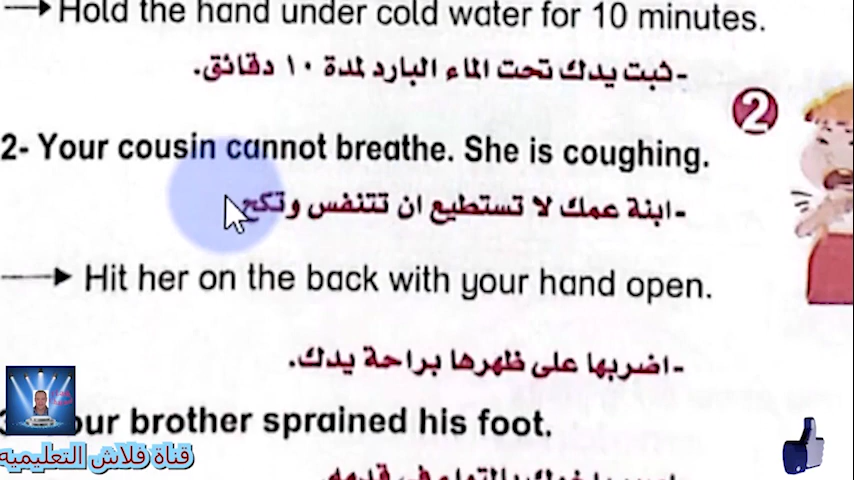 Hold the hand under cold water for 10 minutes.
-ثبت يدك تحت الماء البارد لمدة ١٠ دقائق.
2
2- Your cousin cannot breathe. She is coughing.
-ابنة عمك لا تستطيع ان تتنفس وتكح
Hit her on the back with your hand open.
-اضربها على ظهرها براحة يدك.
our brother sprained his foot.
قناة فلاش التعليميه